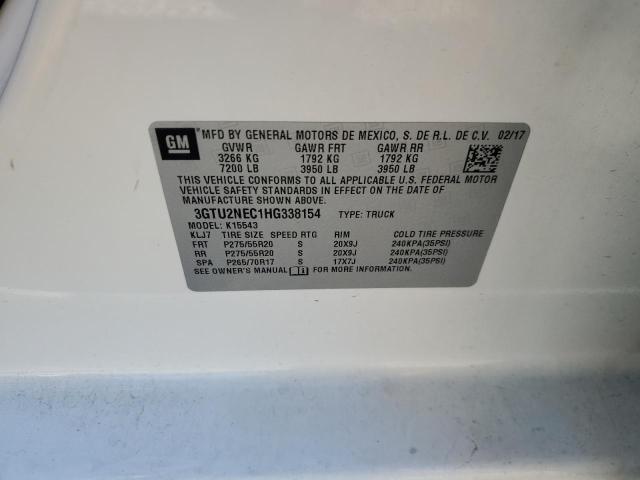 GM MFD BY GENERAL MOTORS DE MEXICO, S. DE R.L. DE C.V. 02/17
GVWR GAWR FRT GAWR RR
3266 KG 1792 KG 1792 KG
7200 LB 3950 LB 3950 LB
THIS VEHICLE CONFORMS TO ALL APPLICABLE U.S. FEDERAL MOTOR
VEHICLE SAFETY STANDARDS IN EFFECT ON THE DATE OF
MANUFACTURE SHOWN ABOVE.
3GTU2NEC1HG338154 TYPE: TRUCK
MODEL: K15543
KLJ7 TIRE SIZE SPEED RTG RIM COLD TIRE PRESSURE
FRT P275/55R20 S 20X9J 240KPA(35PSI)
RR P275/55R20 S 20X9J 240KPA(35PSI)
SPA P265/70R17 S 17X7J 240KPA(35PSI)
SEE OWNER'S MANUAL FOR MORE INFORMATION.